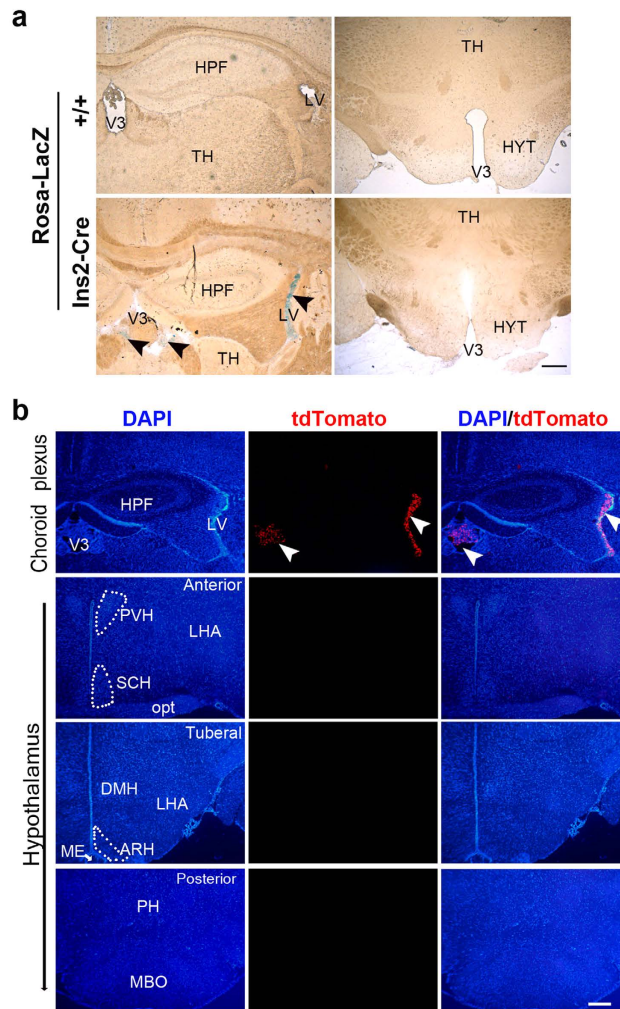 a
Rosa-LacZ
+/+
HPF
V3
LV
TH
TH
HYT
V3
Ins2-Cre
HPF
V3
LV
TH
TH
HYT
V3
b
DAPI
tdTomato
DAPI/tdTomato
Choroid plexus
HPF
LV
V3
Hypothalamus
Anterior
PVH
LHA
SCH
opt
Tuberal
DMH
LHA
ME
ARH
Posterior
PH
MBO